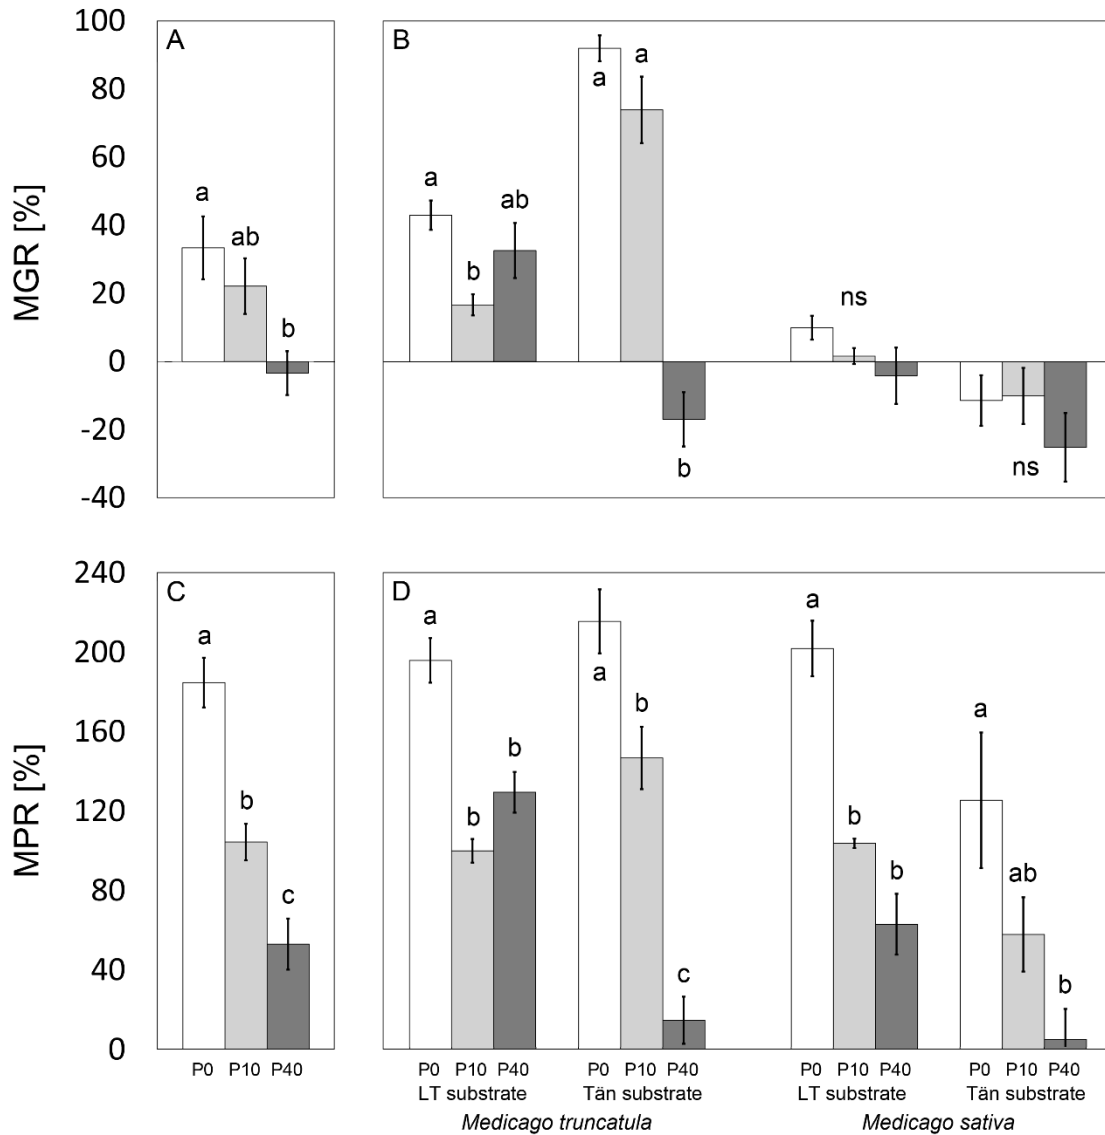 A
B
MGR [%]
100
80
60
40
20
0
-20
-40
a
ab
b
a
b
ab
a
a
b
ns
ns
C
D
MPR [%]
240
200
160
120
80
40
0
a
b
c
a
b
b
a
b
c
a
b
b
a
ab
b
P0 P10 P40 P0 P10 P40 P0 P10 P40 P0 P10 P40 P0 P10 P40
LT substrate Tän substrate LT substrate Tän substrate
Medicago truncatula Medicago sativa